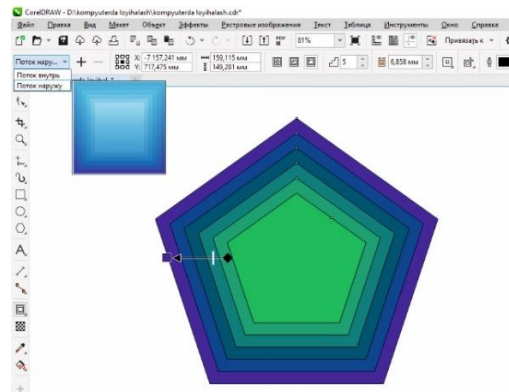 CorelDRAW - D:\kompyuterda loyihalash\kompyuterda loyihalash.cdr*
Файл Правка Вид Макет Объект Эффекты Растровые изображения Текст Таблица Инструменты Окно Справка
PDF 81% Привязать к
Поток нару... X: -7 157,241 мм 159,115 мм 5 6,858 мм
Y: 717,475 мм 149,281 мм
Поток внутрь
Поток наружу